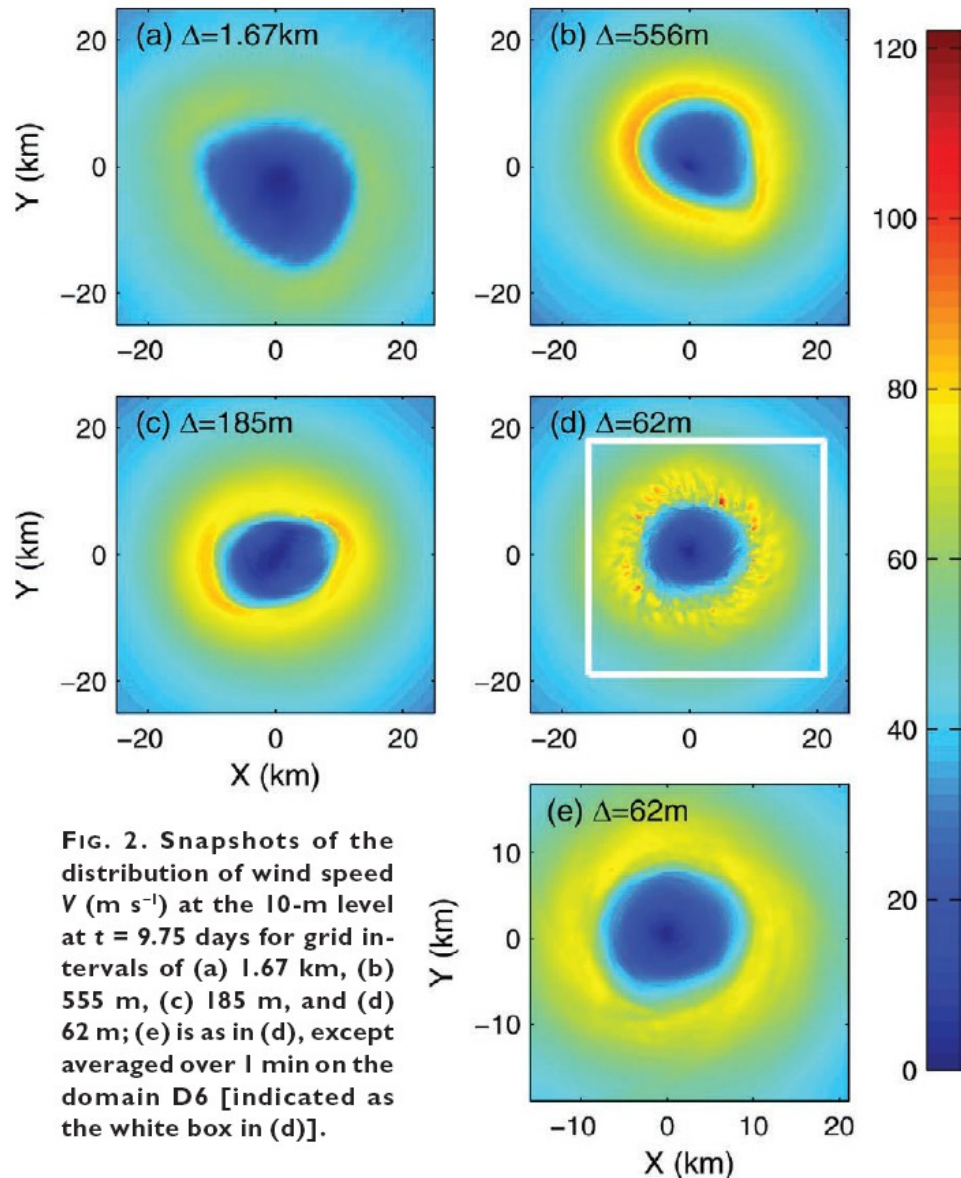 (a) Δ=1.67km
(b) Δ=556m
20
0
−20
Y (km)
−20 0 20
20
0
−20
−20 0 20
(c) Δ=185m
(d) Δ=62m
20
0
−20
Y (km)
−20 0 20
X (km)
20
0
−20
−20 0 20
(e) Δ=62m
10
0
−10
Y (km)
−10 0 10 20
X (km)
120
100
80
60
40
20
0
FIG. 2. Snapshots of the
distribution of wind speed
V (m s⁻¹) at the 10-m level
at t = 9.75 days for grid in-
tervals of (a) 1.67 km, (b)
555 m, (c) 185 m, and (d)
62 m; (e) is as in (d), except
averaged over 1 min on the
domain D6 [indicated as
the white box in (d)].